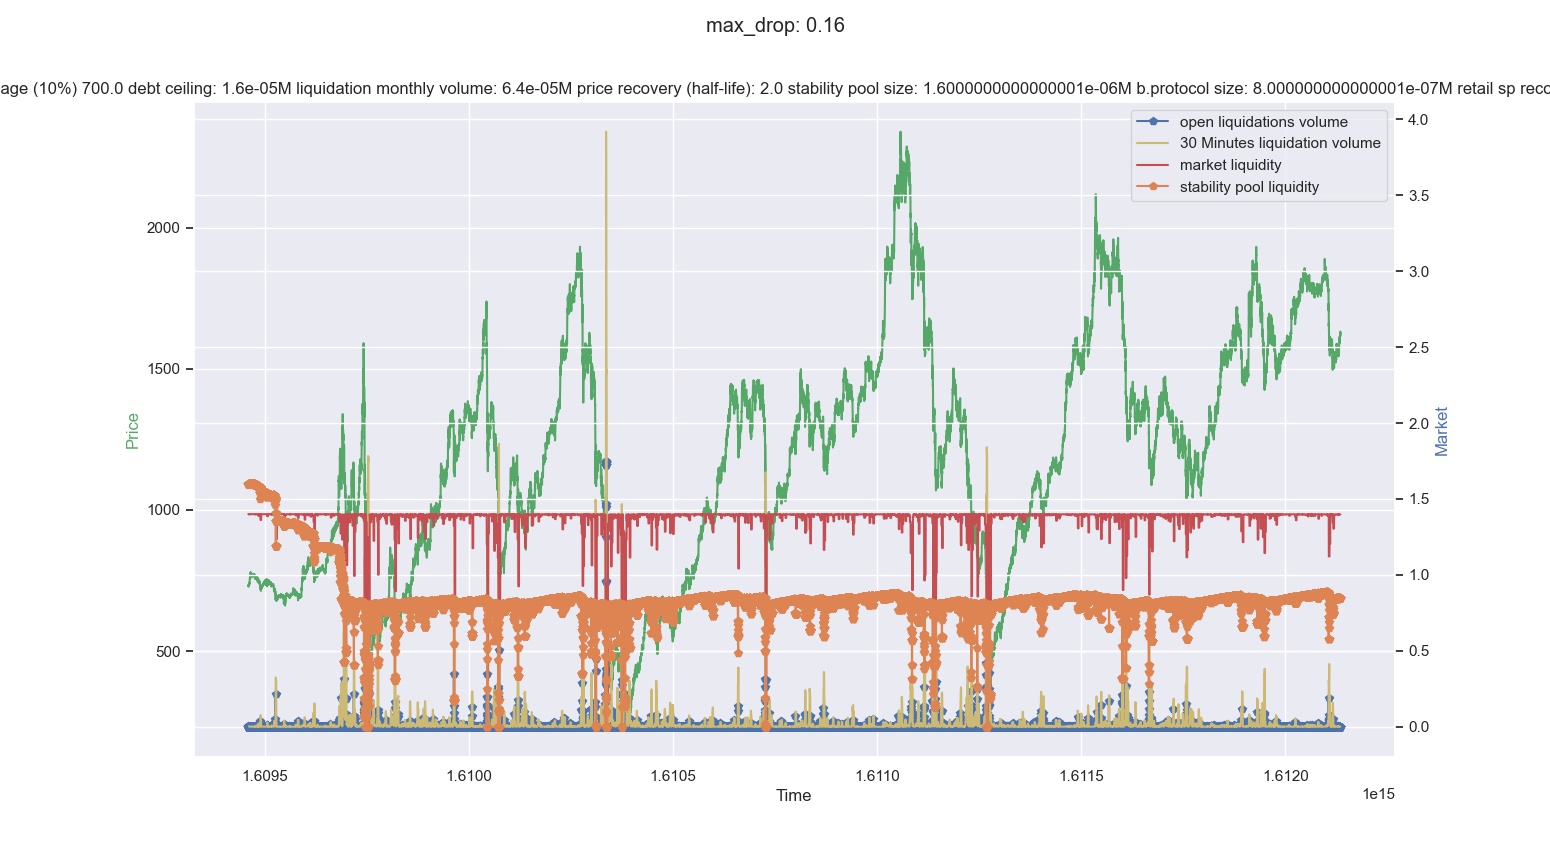 max_drop: 0.16
age (10%) 700.0 debt ceiling: 1.6e-05M liquidation monthly volume: 6.4e-05M price recovery (half-life): 2.0 stability pool size: 1.6000000000000001e-06M b.protocol size: 8.000000000000001e-07M retail sp reco
open liquidations volume
30 Minutes liquidation volume
market liquidity
stability pool liquidity
4.0
3.5
3.0
2.5
2.0
1.5
1.0
0.5
0.0
2000
1500
1000
500
Price
Market
1.6095
1.6100
1.6105
1.6110
1.6115
1.6120
Time
1e15